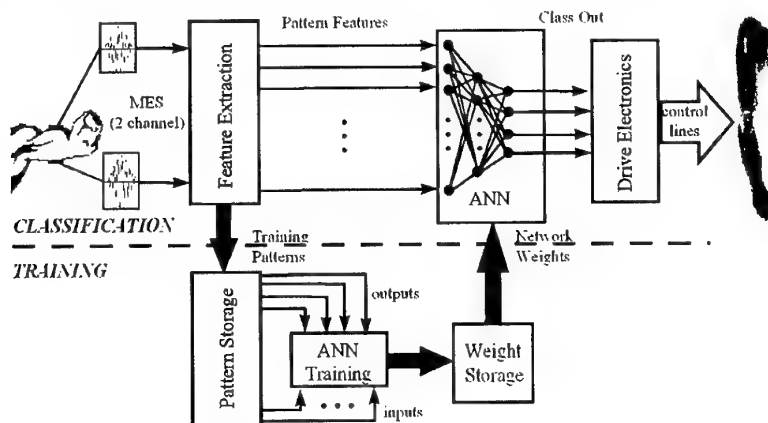 Pattern Features
Class Out
MES
(2 channel)
Feature Extraction
ANN
Drive Electronics
control
lines
CLASSIFICATION
TRAINING
Training
Patterns
Network
Weights
Pattern Storage
outputs
ANN
Training
inputs
Weight
Storage